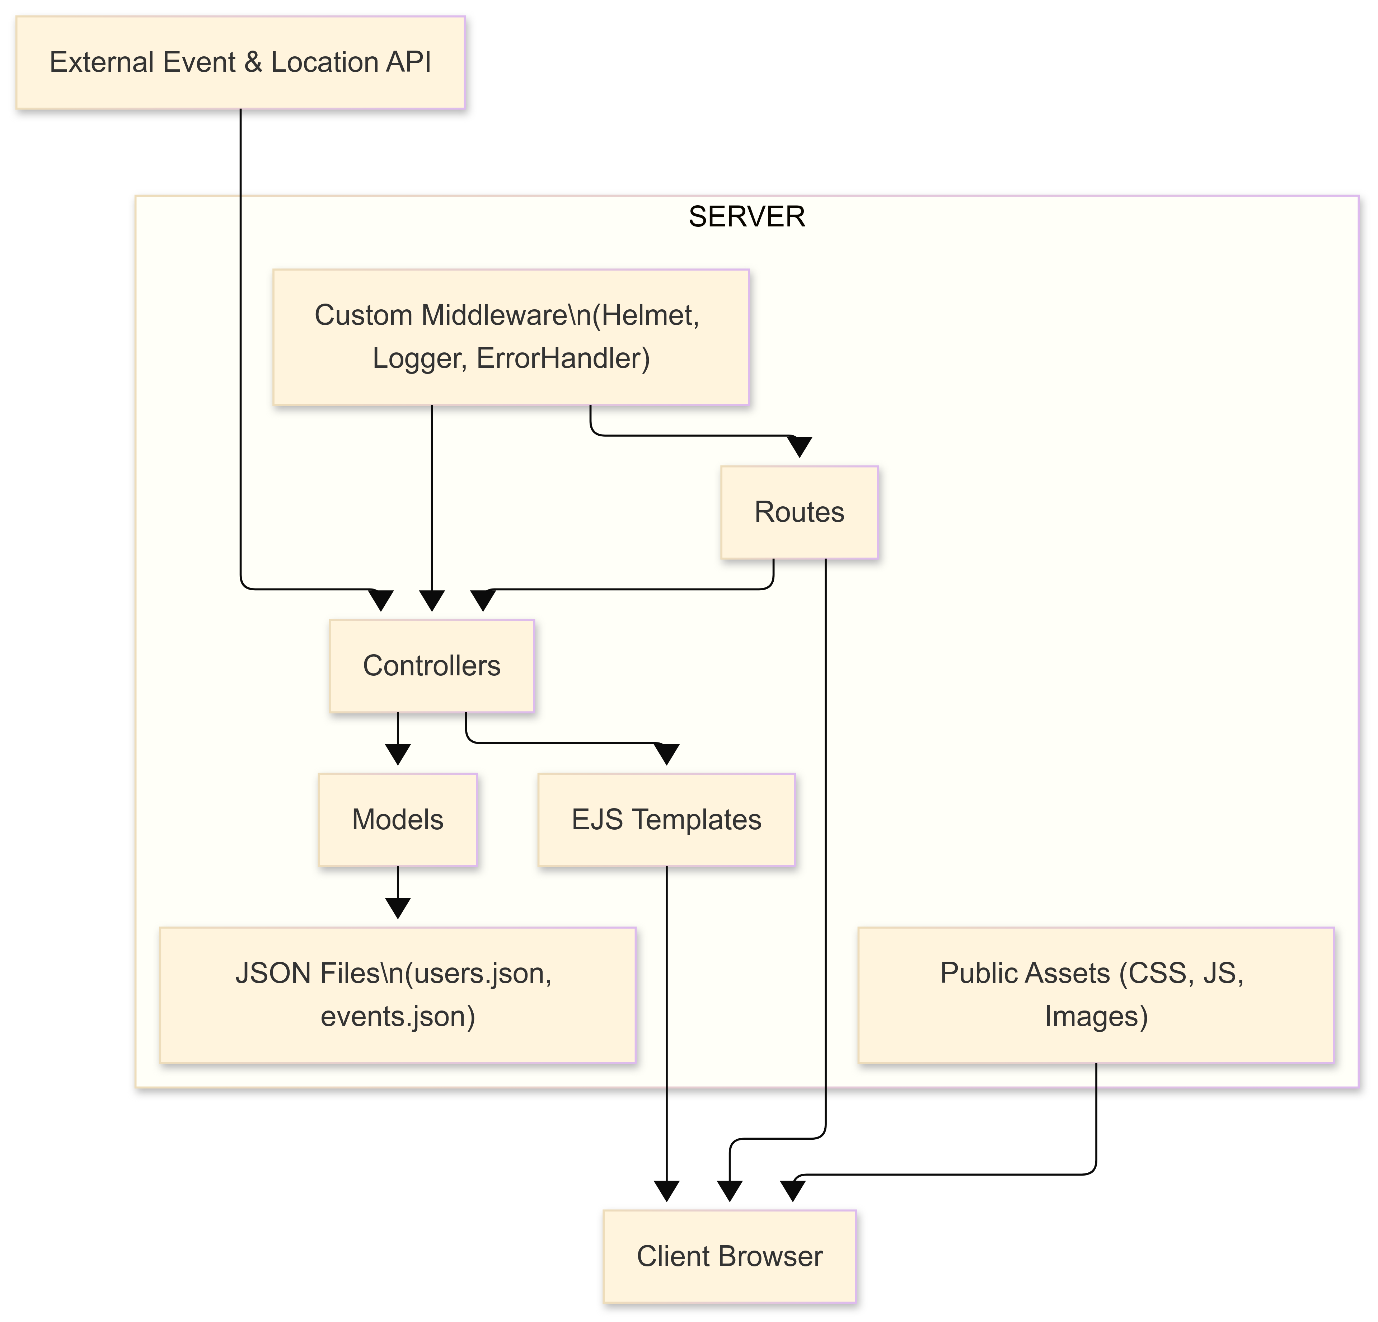 External Event & Location API
SERVER
Custom Middleware\n(Helmet,
Logger, ErrorHandler)
Routes
Controllers
Models
EJS Templates
JSON Files\n(users.json,
events.json)
Public Assets (CSS, JS,
Images)
Client Browser